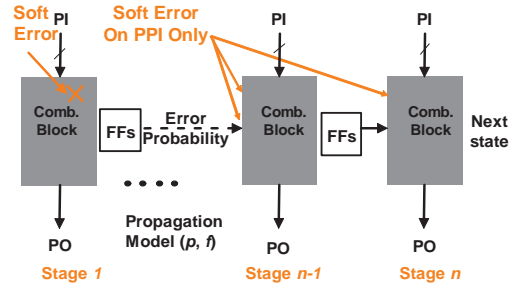 Soft
Error
PI
Soft Error
On PPI Only
PI
PI
Comb.
Block
FFs
Error
Probability
Comb.
Block
FFs
Comb.
Block
Next
state
Propagation
Model (p, f)
PO
PO
PO
Stage 1
Stage n-1
Stage n